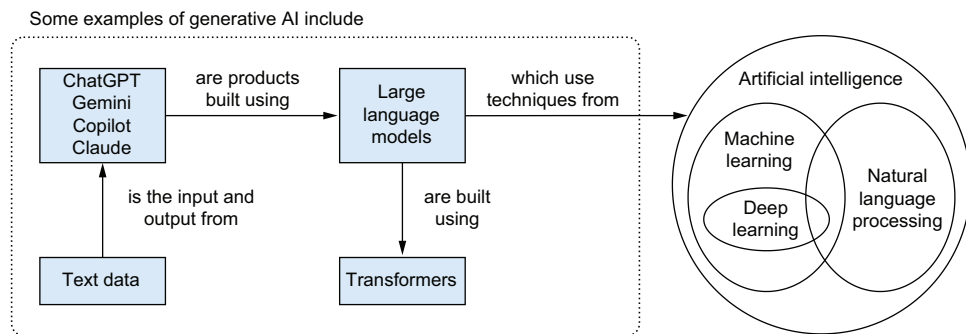 Some examples of generative AI include
ChatGPT
Gemini
Copilot
Claude
are products
built using
Large
language
models
which use
techniques from
is the input and
output from
are built
using
Text data
Transformers
Artificial intelligence
Machine
learning
Deep
learning
Natural
language
processing